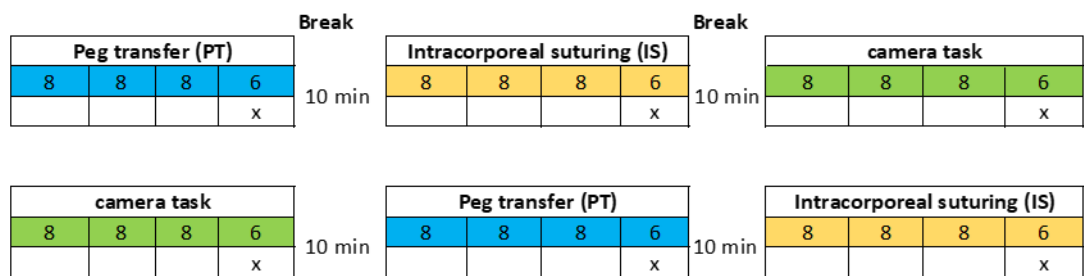 Break Break
Peg transfer (PT) Intracorporeal suturing (IS) camera task
8 8 8 6 10 min 8 8 8 6 10 min 8 8 8 6
x x x
camera task Peg transfer (PT) Intracorporeal suturing (IS)
8 8 8 6 10 min 8 8 8 6 10 min 8 8 8 6
x x x